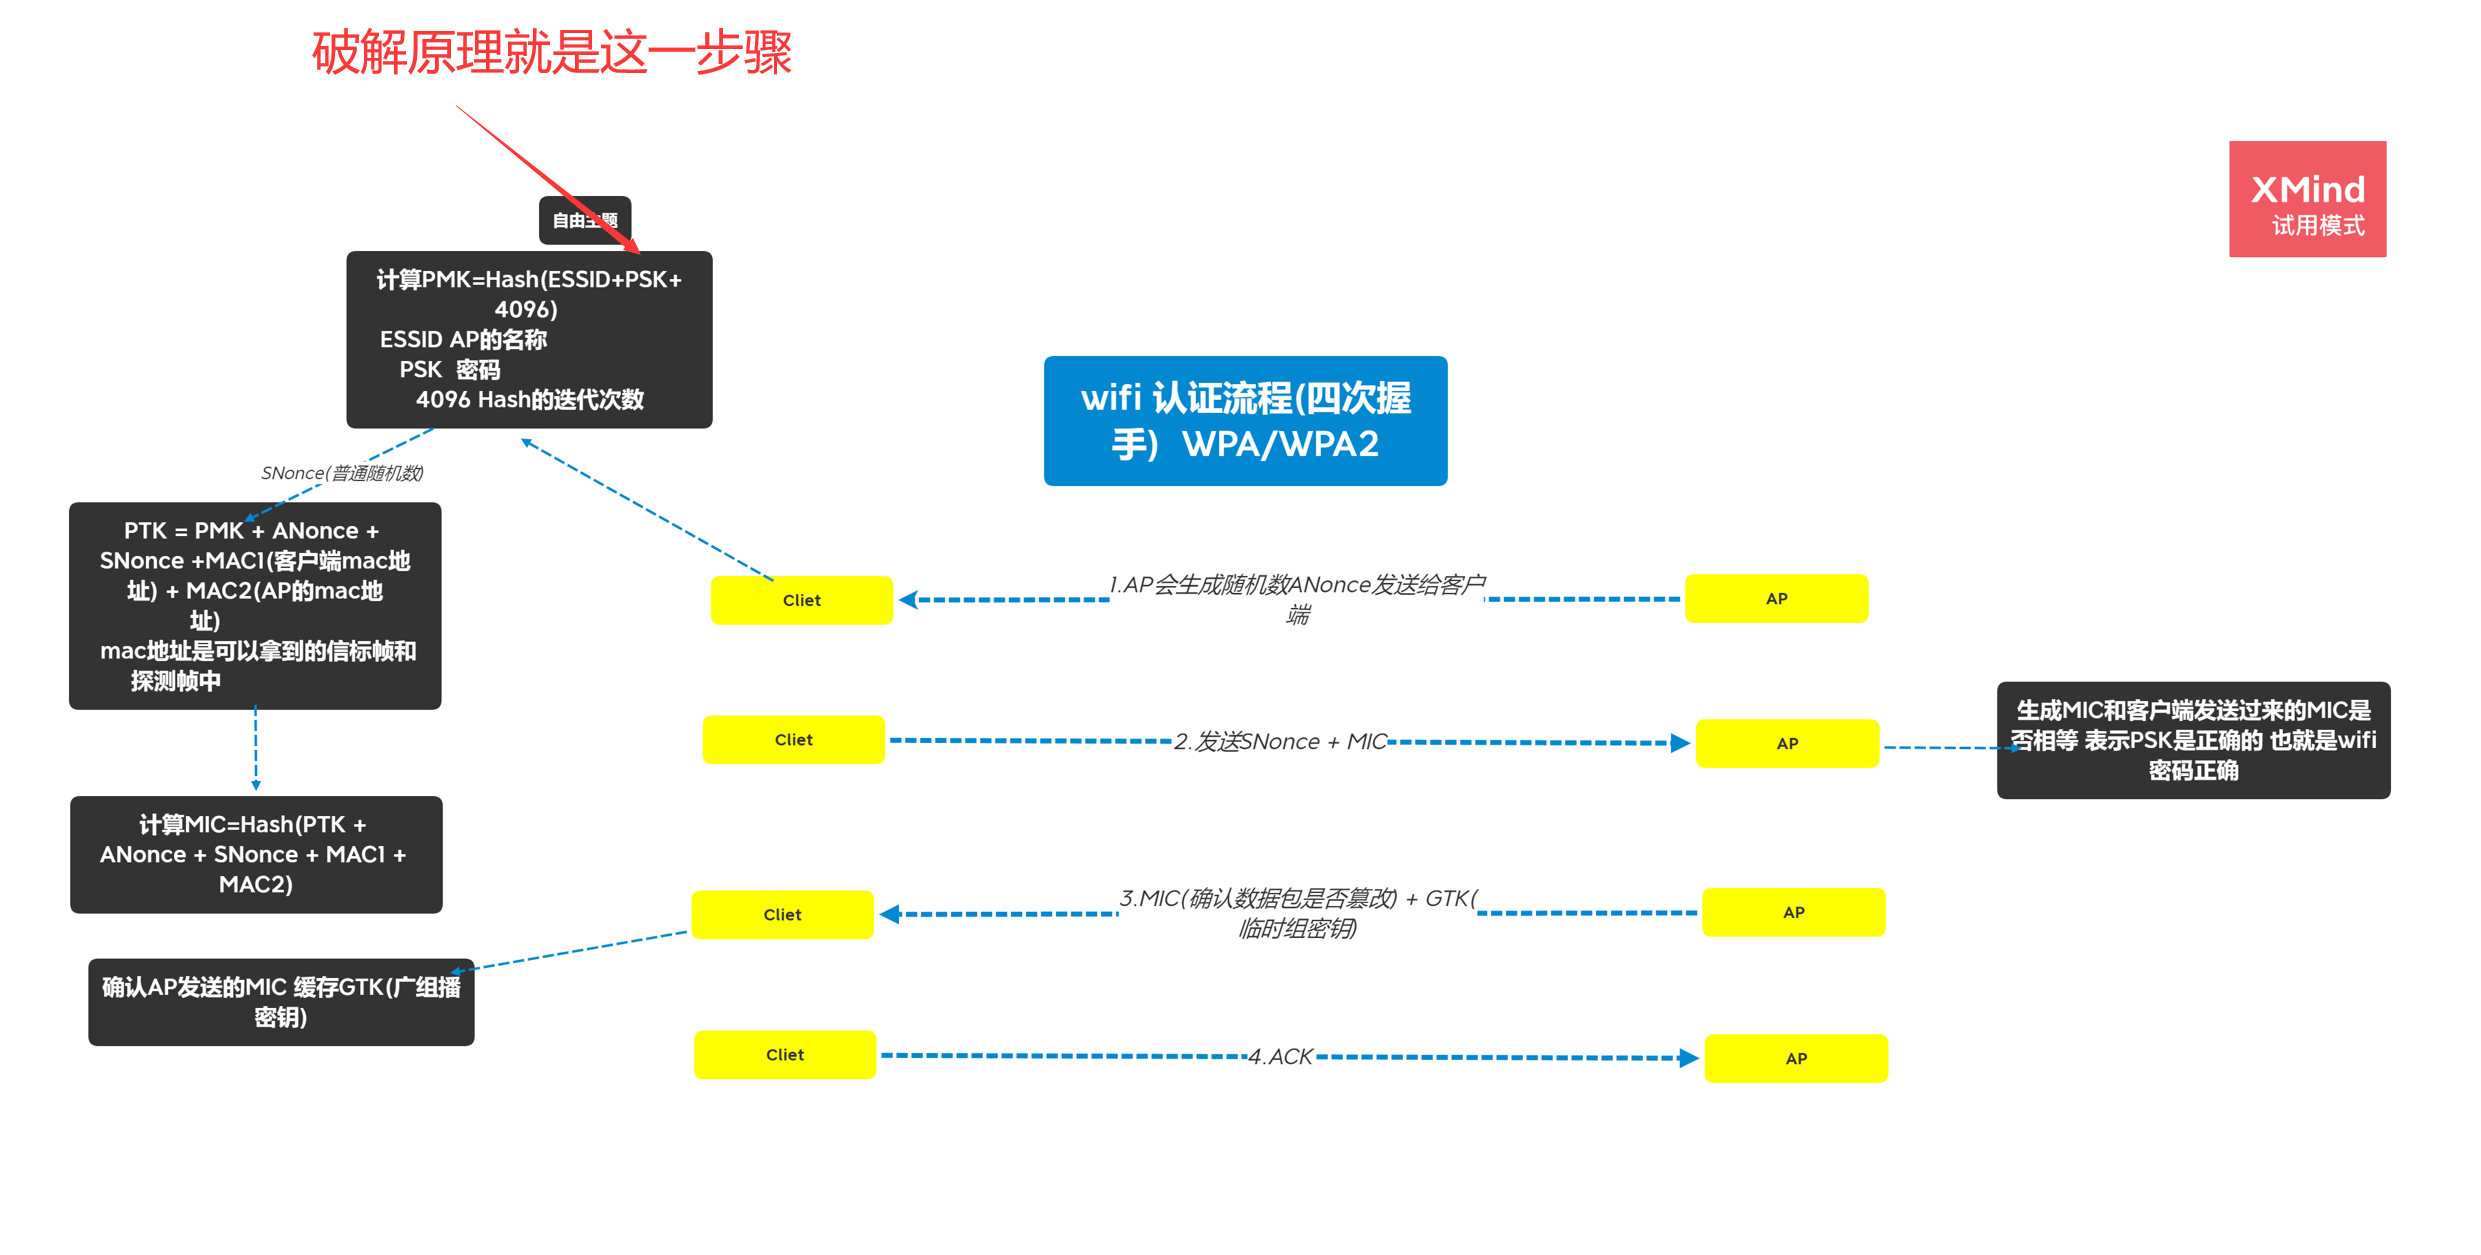 破解原理就是这一步骤
XMind
试用模式
自由主题
计算PMK=Hash(ESSID+PSK+
4096)
ESSID AP的名称
PSK 密码
4096 Hash的迭代次数
wifi 认证流程(四次握
手) WPA/WPA2
SNonce(普通随机数)
PTK = PMK + ANonce +
SNonce +MAC1(客户端mac地
址) + MAC2(AP的mac地
址)
mac地址是可以拿到的信标帧和
探测帧中
Cliet
1.AP会生成随机数ANonce发送给客户
端
AP
Cliet
2.发送SNonce + MIC
AP
生成MIC和客户端发送过来的MIC是
否相等 表示PSK是正确的 也就是wifi
密码正确
计算MIC=Hash(PTK +
ANonce + SNonce + MAC1 +
MAC2)
Cliet
3.MIC(确认数据包是否篡改) + GTK(
临时组密钥)
AP
确认AP发送的MIC 缓存GTK(广组播
密钥)
Cliet
4.ACK
AP